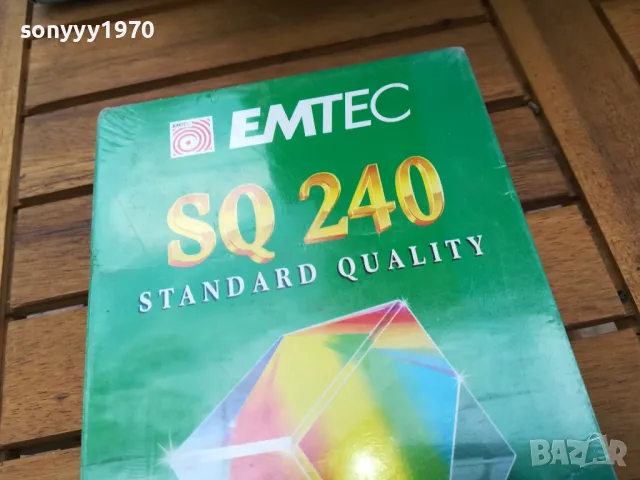 sonyyy1970
EMTEC
SQ 240
STANDARD QUALITY
BAZAR